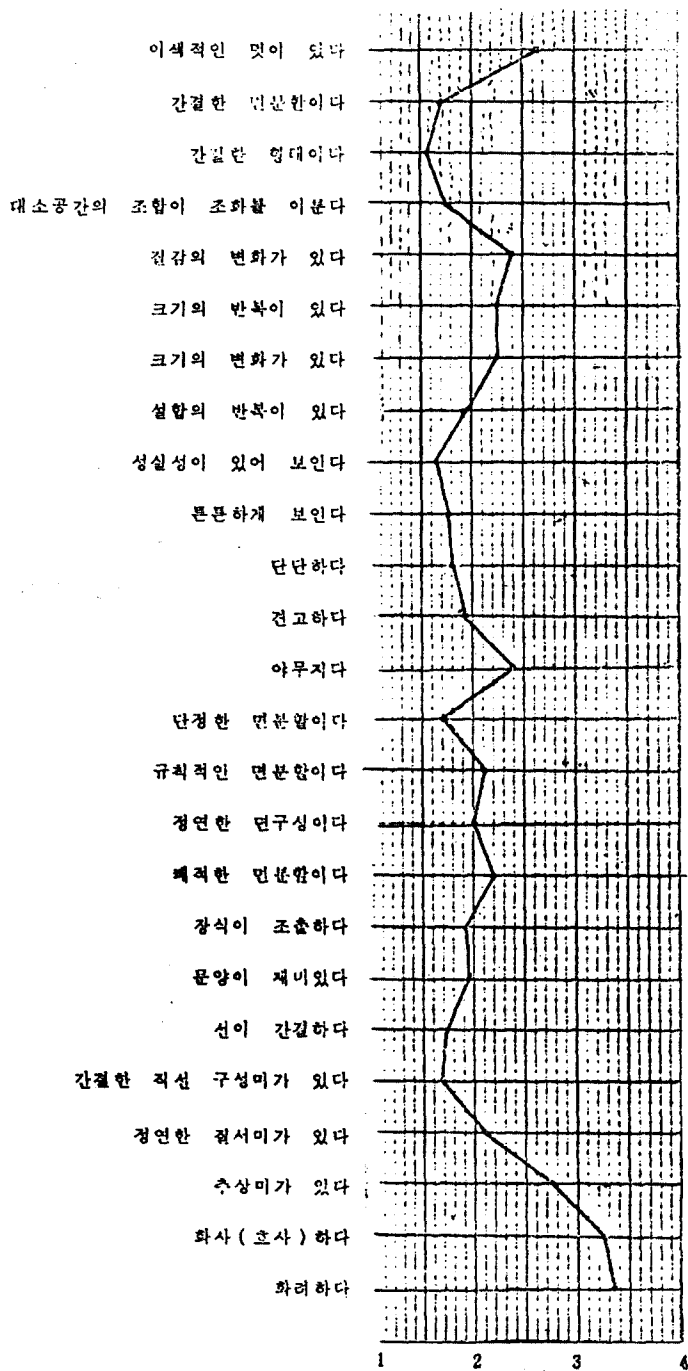 이색적인 멋이 있다
간결한 면분할이다
간결한 형태이다
대소공간의 조합이 조화를 이룬다
질감의 변화가 있다
크기의 반복이 있다
크기의 변화가 있다
설합의 반복이 있다
성실성이 있어 보인다
튼튼하게 보인다
단단하다
견고하다
야무지다
단정한 면분할이다
규칙적인 면분할이다
정연한 면구성이다
쾌적한 면분할이다
장식이 조촐하다
문양이 재미있다
선이 간결하다
간결한 직선 구성미가 있다
정연한 질서미가 있다
추상미가 있다
화사(호사)하다
화려하다
1 2 3 4